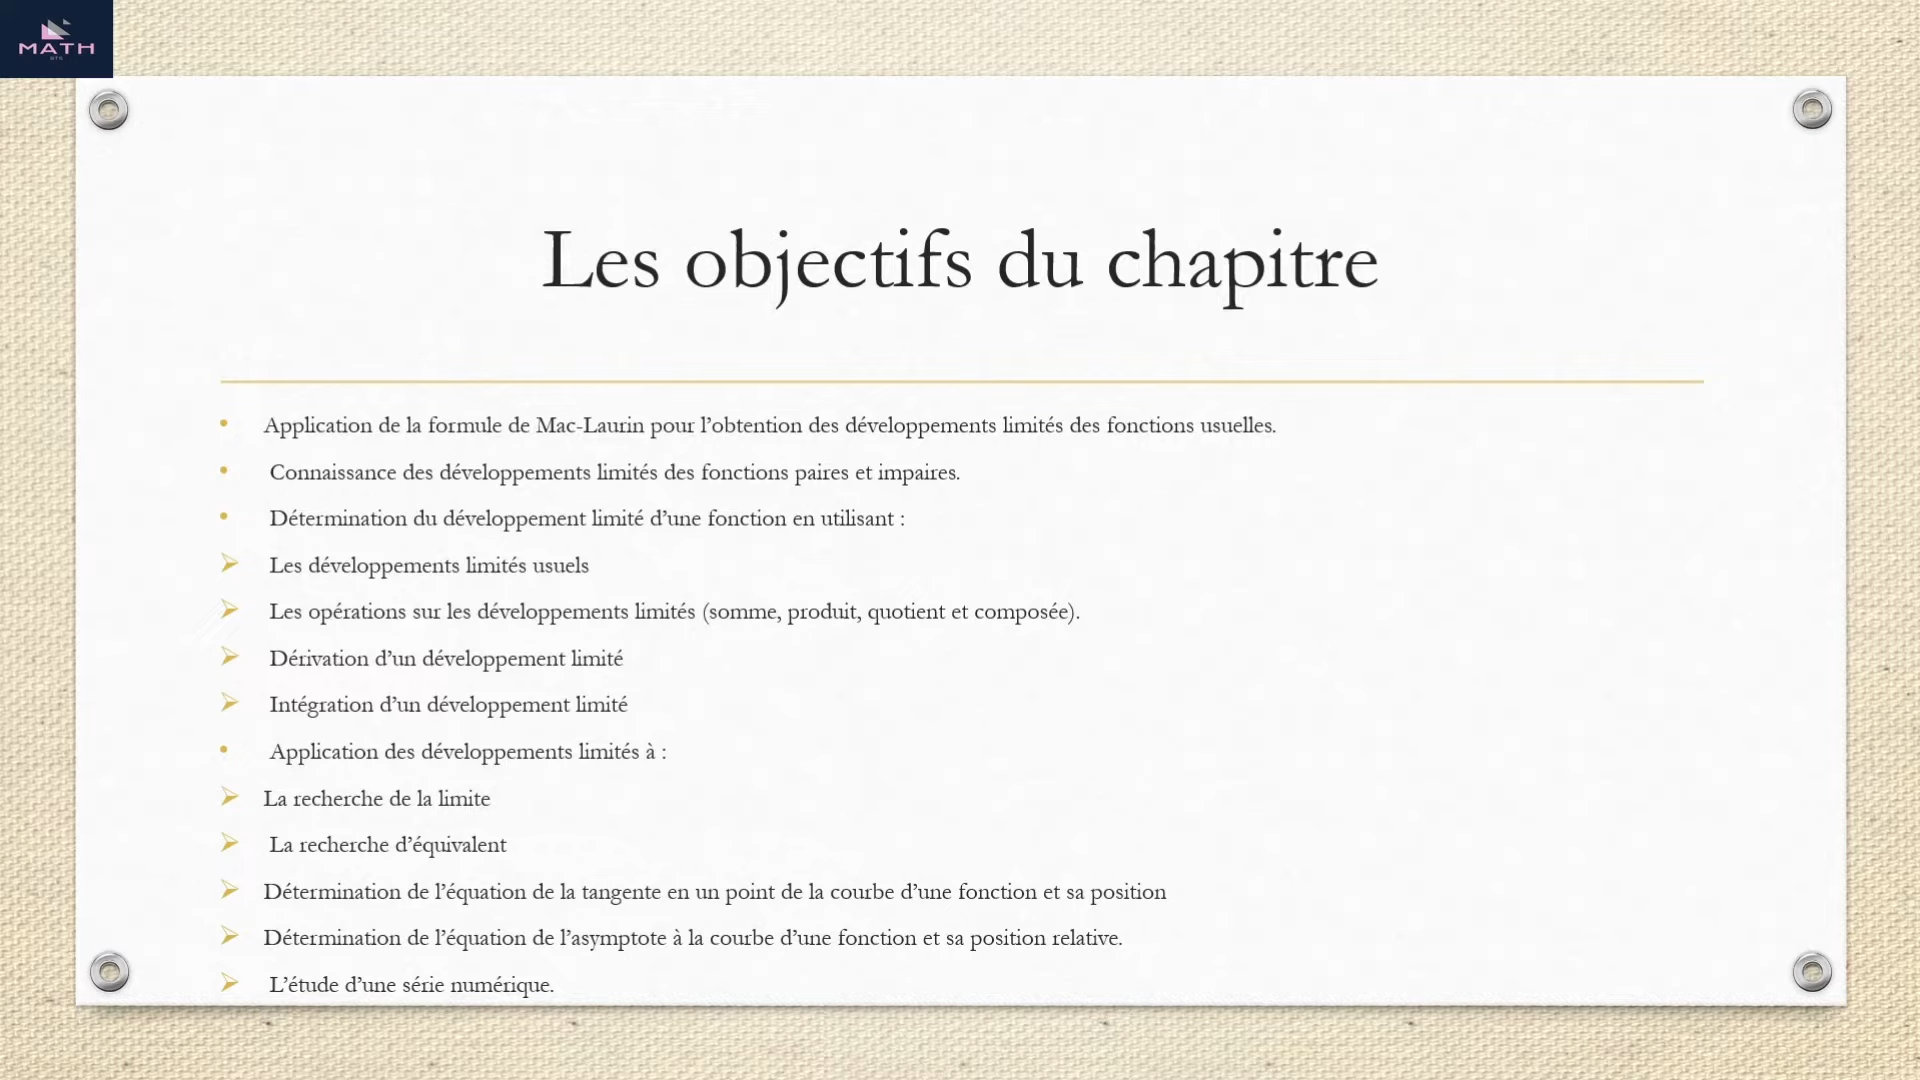 MATH
BTS
Les objectifs du chapitre
• Application de la formule de Mac-Laurin pour l’obtention des développements limités des fonctions usuelles.
• Connaissance des développements limités des fonctions paires et impaires.
• Détermination du développement limité d’une fonction en utilisant :
➢ Les développements limités usuels
➢ Les opérations sur les développements limités (somme, produit, quotient et composée).
➢ Dérivation d’un développement limité
➢ Intégration d’un développement limité
• Application des développements limités à :
➢ La recherche de la limite
➢ La recherche d’équivalent
➢ Détermination de l’équation de la tangente en un point de la courbe d’une fonction et sa position
➢ Détermination de l’équation de l’asymptote à la courbe d’une fonction et sa position relative.
➢ L’étude d’une série numérique.